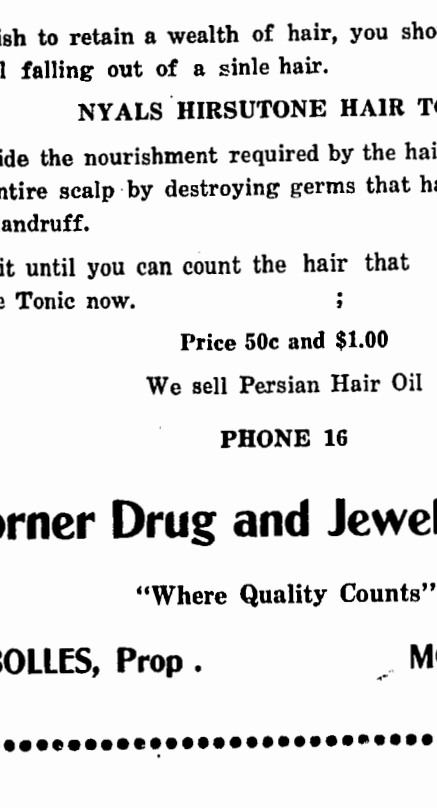 ish to retain a wealth of hair, you sho
l falling out of a sinle hair.
NYALS HIRSUTONE HAIR T
ide the nourishment required by the hai
ntire scalp by destroying germs that ha
andruff.
it until you can count the hair that
e Tonic now. ;
Price 50c and $1.00
We sell Persian Hair Oil
PHONE 16
orner Drug and Jewel
"Where Quality Counts"
BOLLES, Prop . M